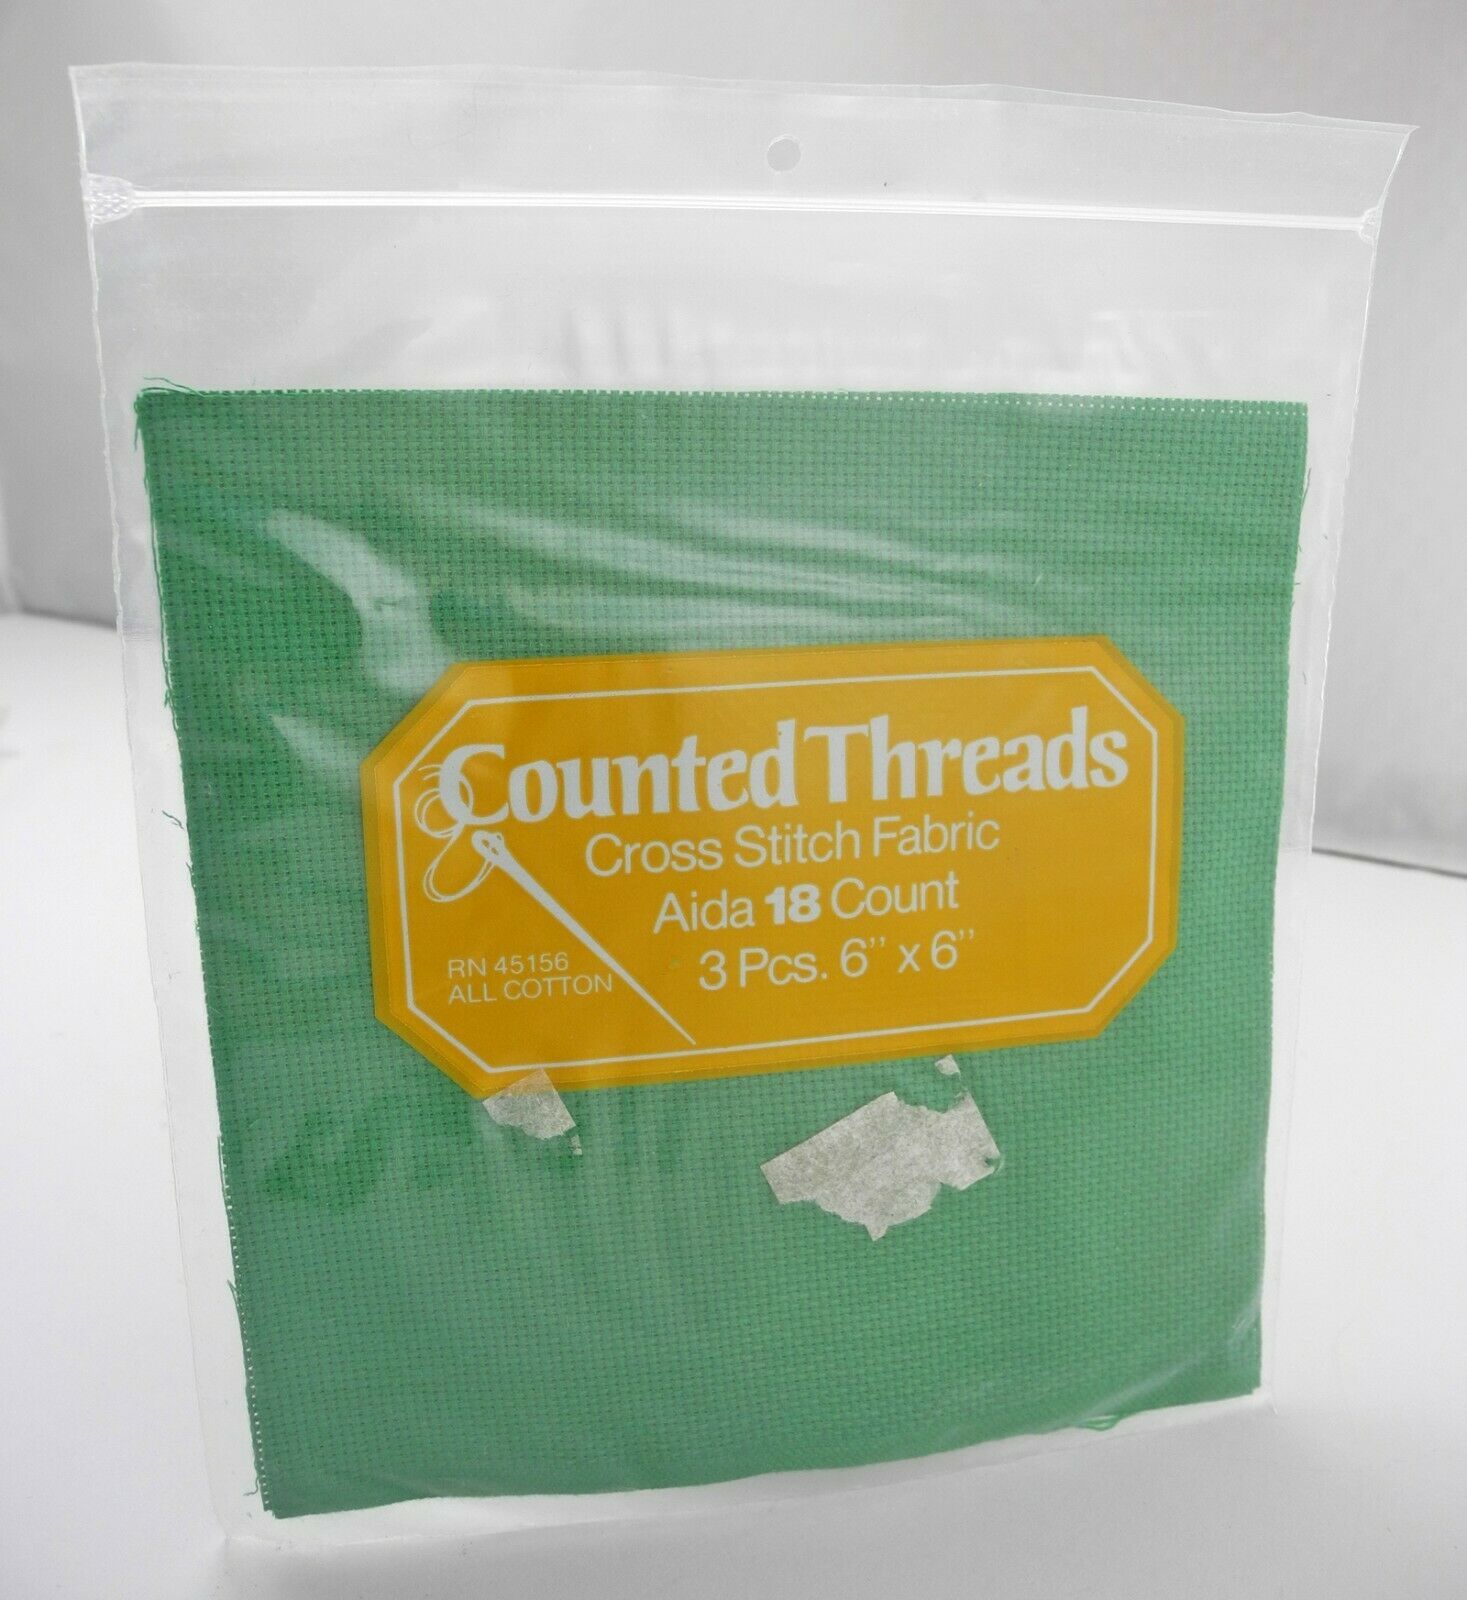 Counted Threads
Cross Stitch Fabric
Aida 18 Count
3 Pcs. 6" x 6"
RN 45156
ALL COTTON